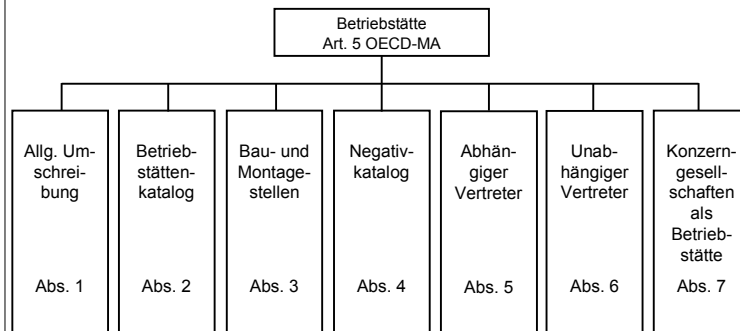 Betriebstätte
Art. 5 OECD-MA
Allg. Um-
schrei-
bung
Abs. 1
Betrieb-
stätten-
katalog
Abs. 2
Bau- und
Montage-
stellen
Abs. 3
Negativ-
katalog
Abs. 4
Abhän-
giger
Vertreter
Abs. 5
Unab-
hängiger
Vertreter
Abs. 6
Konzern-
gesell-
schaften
als
Betrieb-
stätte
Abs. 7